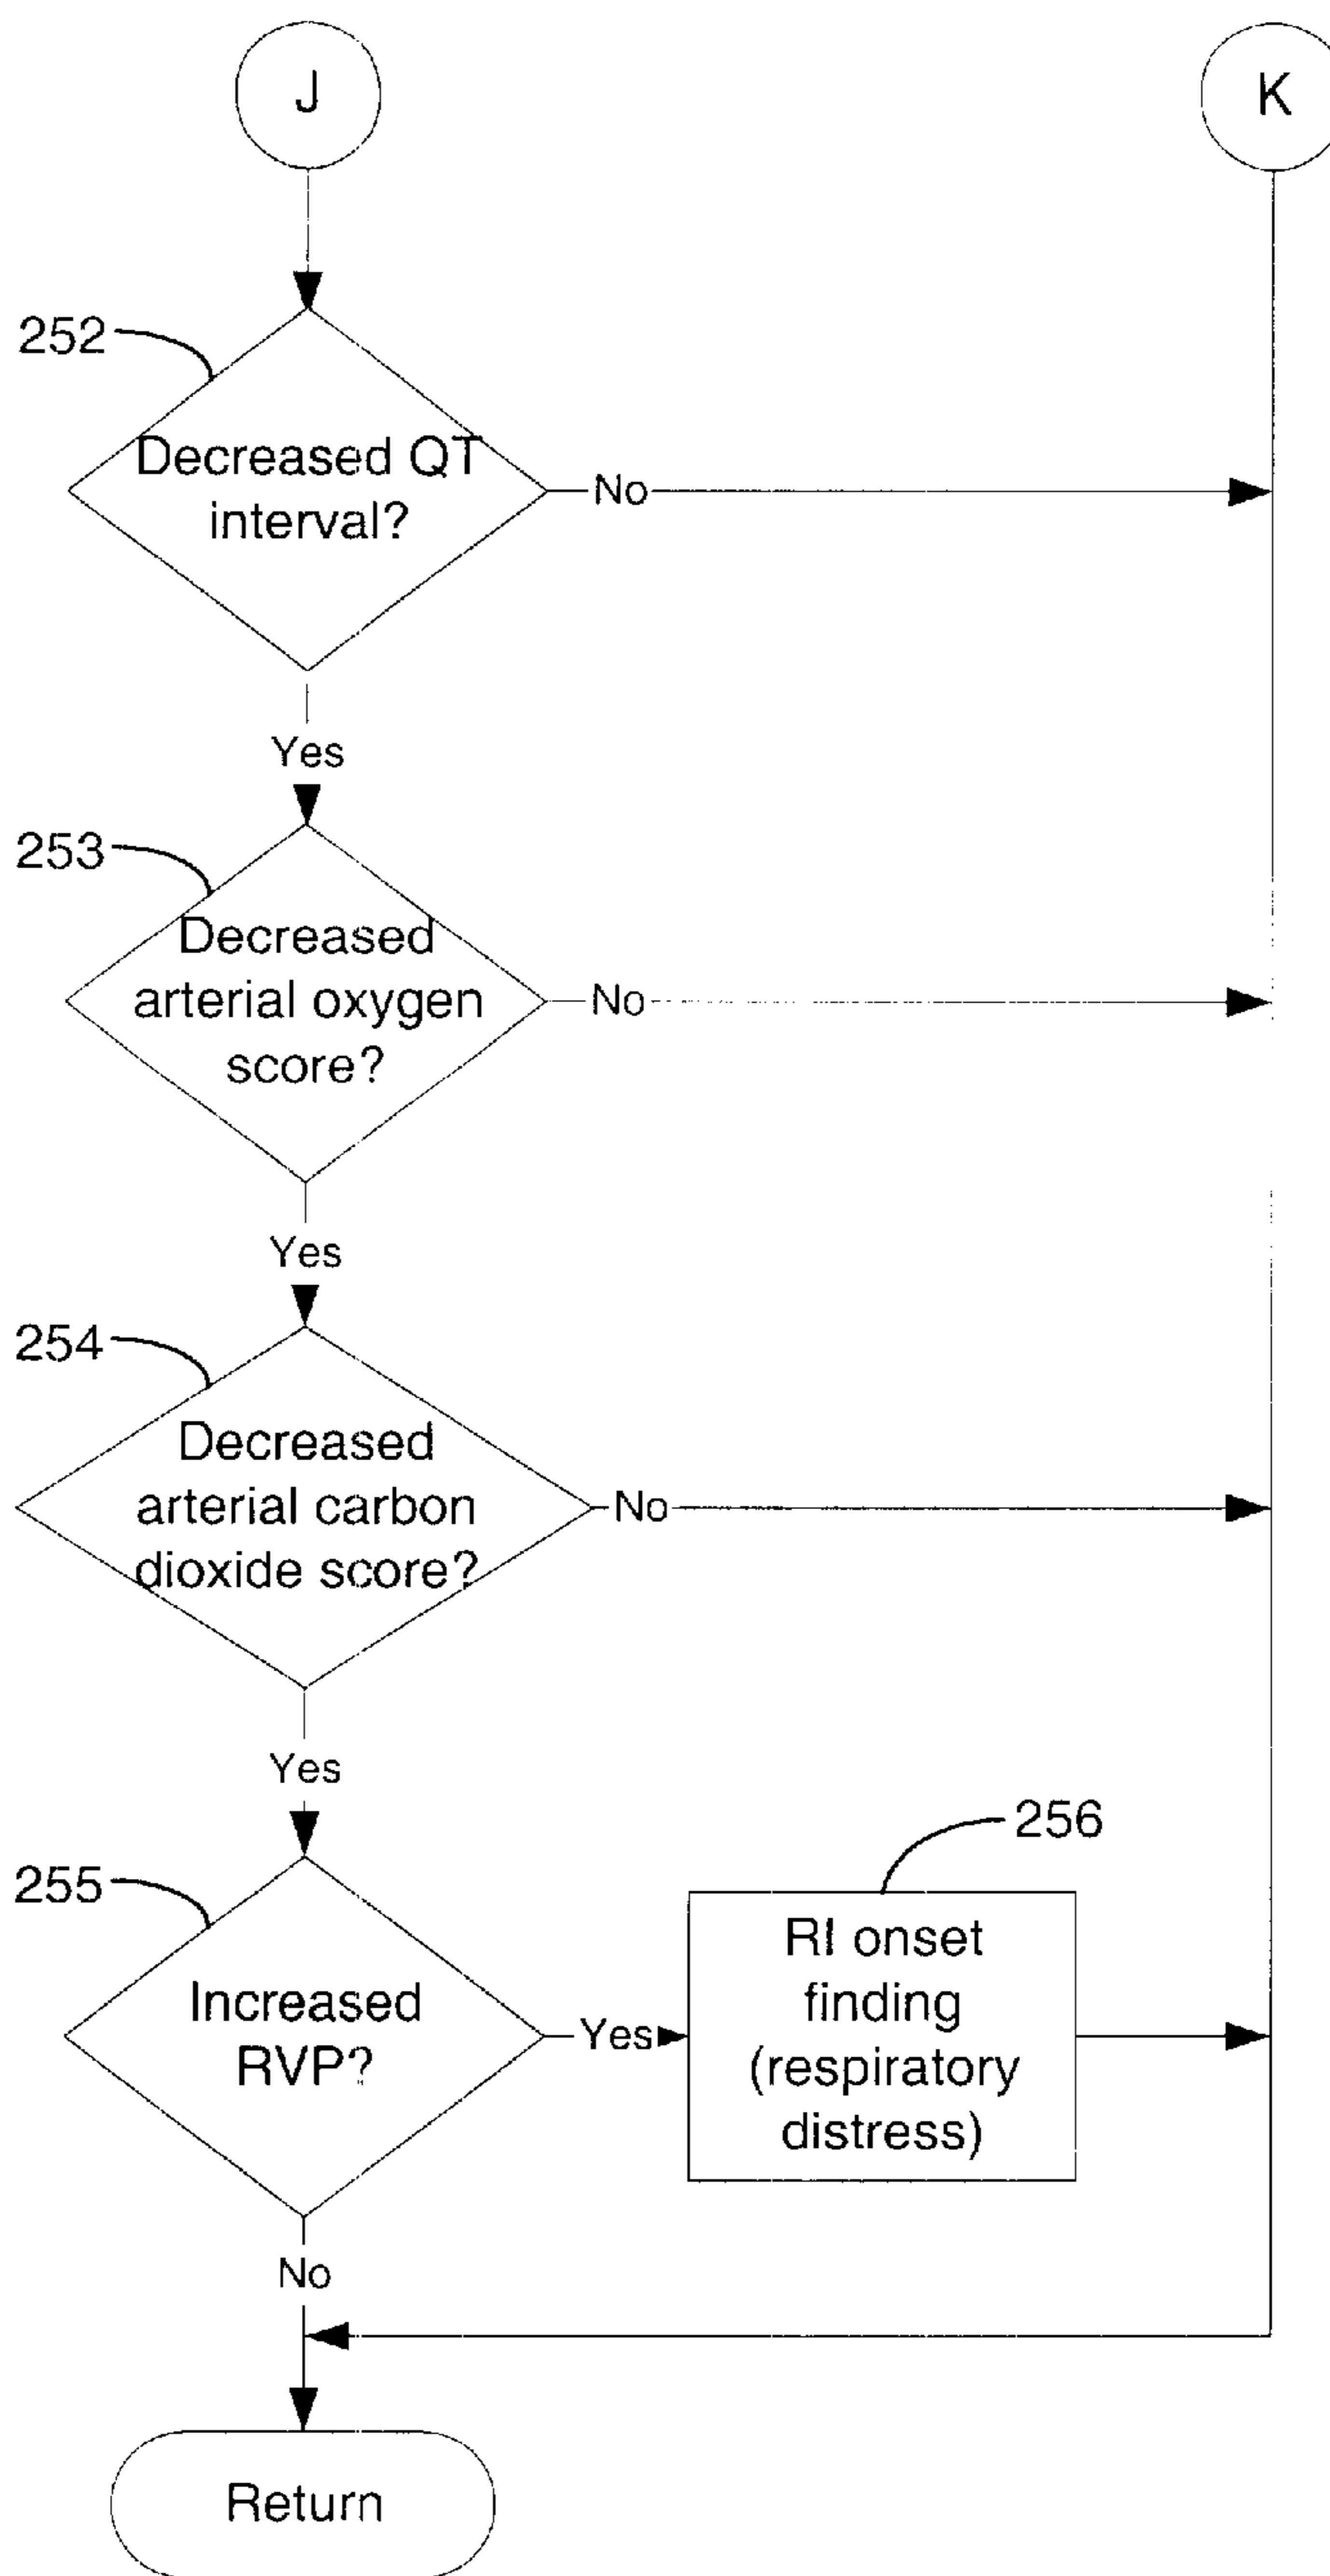 J
K
252
Decreased QT
interval?
No
Yes
253
Decreased
arterial oxygen
score?
No
Yes
254
Decreased
arterial carbon
dioxide score?
No
Yes
255
Increased
RVP?
Yes
256
RI onset
finding
(respiratory
distress)
No
Return